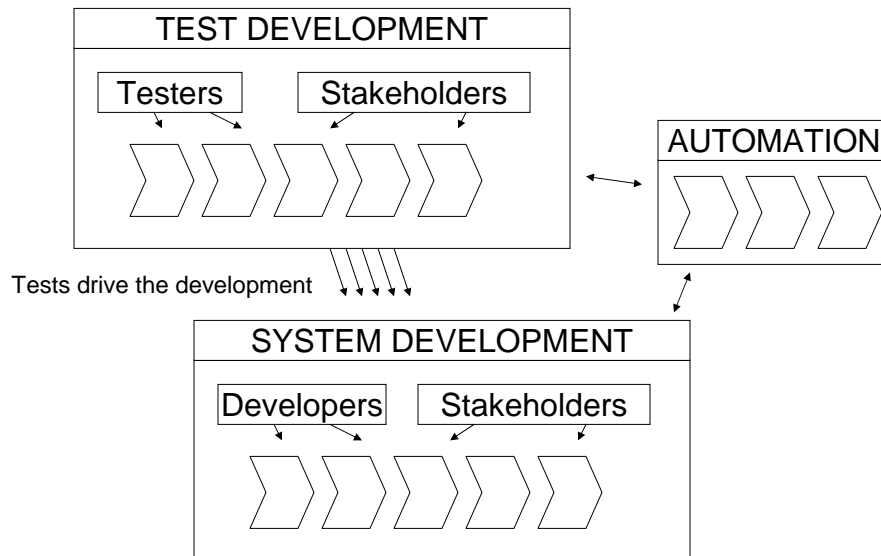 TEST DEVELOPMENT
Testers
Stakeholders
AUTOMATION
Tests drive the development
SYSTEM DEVELOPMENT
Developers
Stakeholders